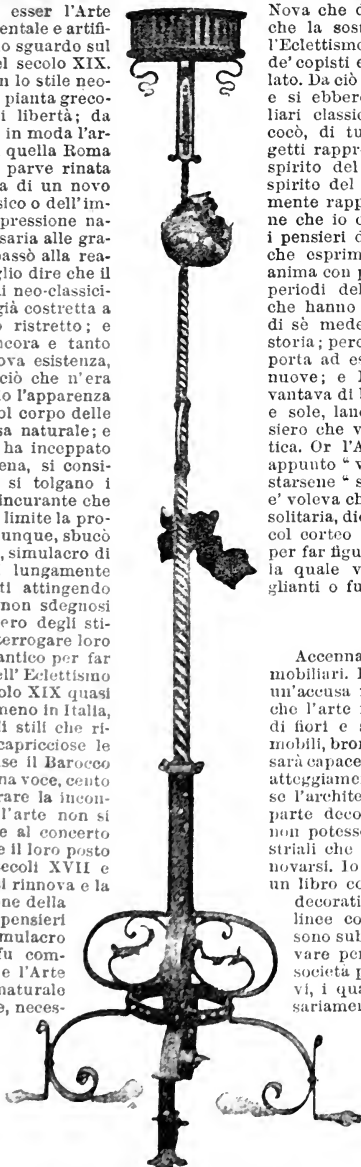 esser l'Arte
mentale e artifi-
o sguardo sul
el secolo XIX.
n lo stile neo-
pianta greco-
i libertà; da
in moda l'ar-
quella Roma
parve rinata
a di un novo
sico o dell'im-
pressione na-
saria alle gra-
passò alla rea-
glio dire che il
i neo-classici-
già costretta a
o ristretto; e
ncora e tanto
ova esistenza,
ciò che n'era
o l'apparenza
ol corpo delle
sa naturale; e
ha inceppato
ena, si consi-
si tolgano i
incurante che
limite la pro-
unque, sbucò
, simulacro di
lungamente
ti attingendo
non sdegnosi
ero degli sti-
terrogare loro
antico per far
ell' Eclettismo
olo XIX quasi
meno in Italia,
li stili che ri-
capricciose le
se il Barocco
na voce, cento
rare la incon-
l'arte non si
e al concerto
e il loro posto
ecoli XVII e
si rinnova e la
ne della
pensieri
mulacro
fu com-
e l'Arte
naturale
e, neces-
Nova che d
che la sos
l'Eclettismo
de' copisti e
lato. Da ciò
e si ebber
liari classic
cocò, di tu
getti rappr
spirito del
spirito del
mente rapp
ne che io c
i pensieri d
che esprim
anima con p
periodi del
che hanno
di sè mede
storia; perc
porta ad es
nuove; e l
vantava di l
e sole, lanc
siero che v
tica. Or l'A
appunto “ v
starsene “ s
e' voleva ch
solitaria, dic
col corteo
per far figu
la quale v
glianti o fu
Accenna
mobiliari. I
un'accusa
che l'arte
di fiori e
mobili, bron
sarà capace
atteggiame
se l'archite
parte deco
non potesse
striali che
novarsi. Io
un libro co
decorati
linee co
sono sul
vare per
società p
vi, i qua
sariamen